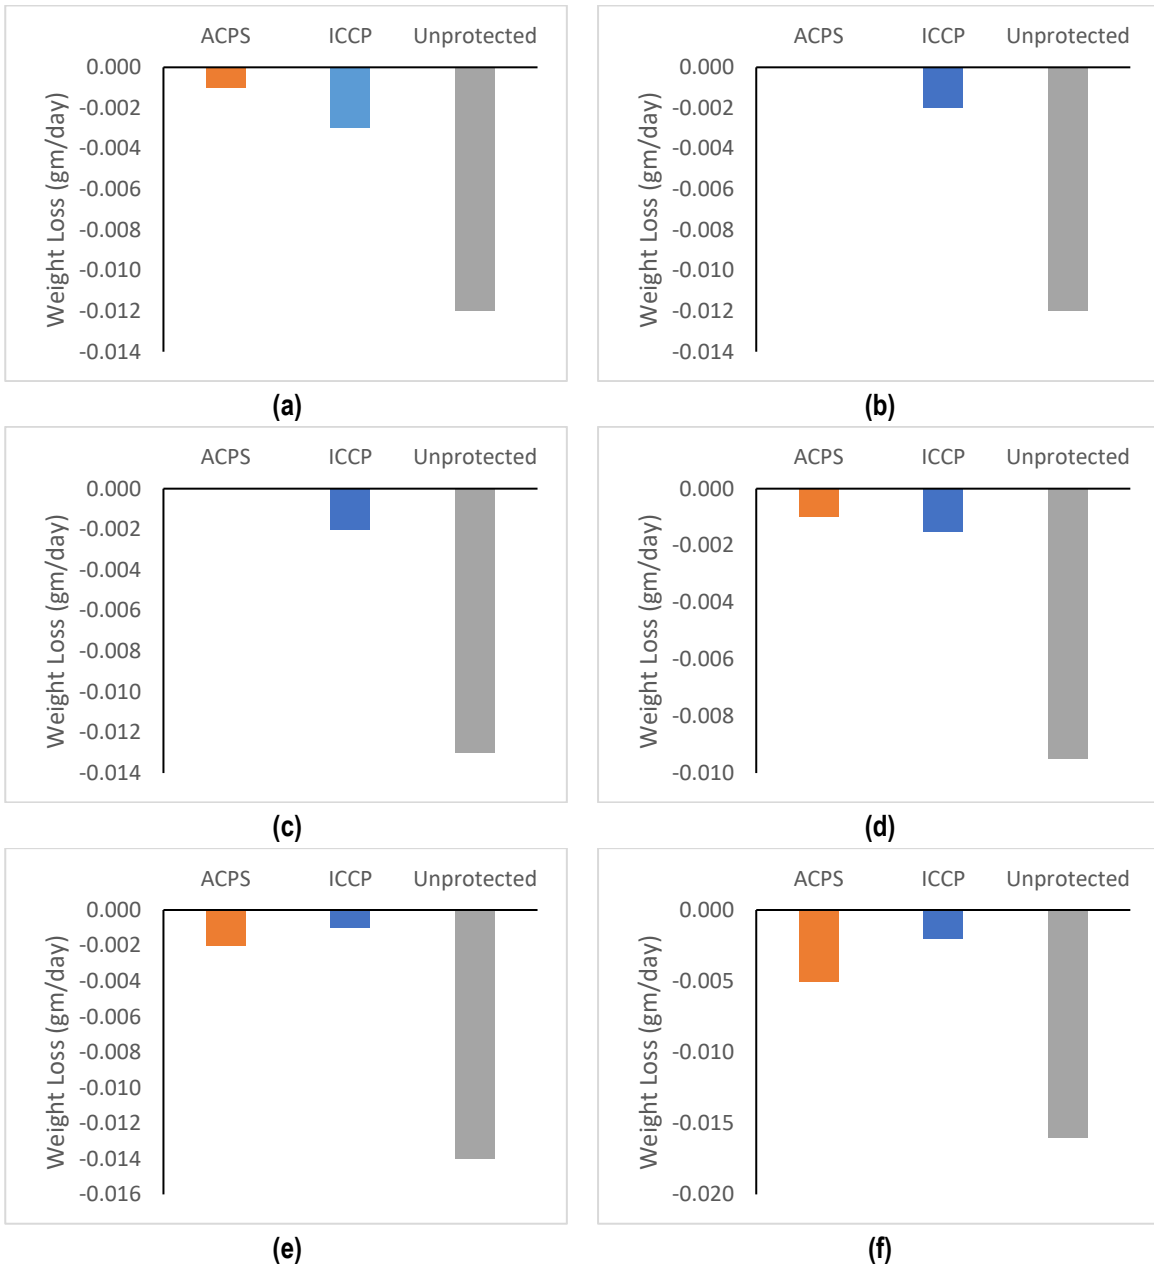 ACPS ICCP Unprotected
0.000
-0.002
-0.004
-0.006
-0.008
-0.010
-0.012
-0.014
Weight Loss (gm/day)
(a)
ACPS ICCP Unprotected
0.000
-0.002
-0.004
-0.006
-0.008
-0.010
-0.012
-0.014
Weight Loss (gm/day)
(b)
ACPS ICCP Unprotected
0.000
-0.002
-0.004
-0.006
-0.008
-0.010
-0.012
-0.014
Weight Loss (gm/day)
(c)
ACPS ICCP Unprotected
0.000
-0.002
-0.004
-0.006
-0.008
-0.010
Weight Loss (gm/day)
(d)
ACPS ICCP Unprotected
0.000
-0.002
-0.004
-0.006
-0.008
-0.010
-0.012
-0.014
-0.016
Weight Loss (gm/day)
(e)
ACPS ICCP Unprotected
0.000
-0.005
-0.010
-0.015
-0.020
Weight Loss (gm/day)
(f)